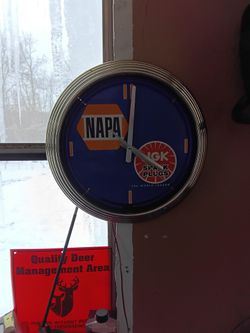 NAPA
NGK
SPARK
PLUGS
Quality Deer
Management Area